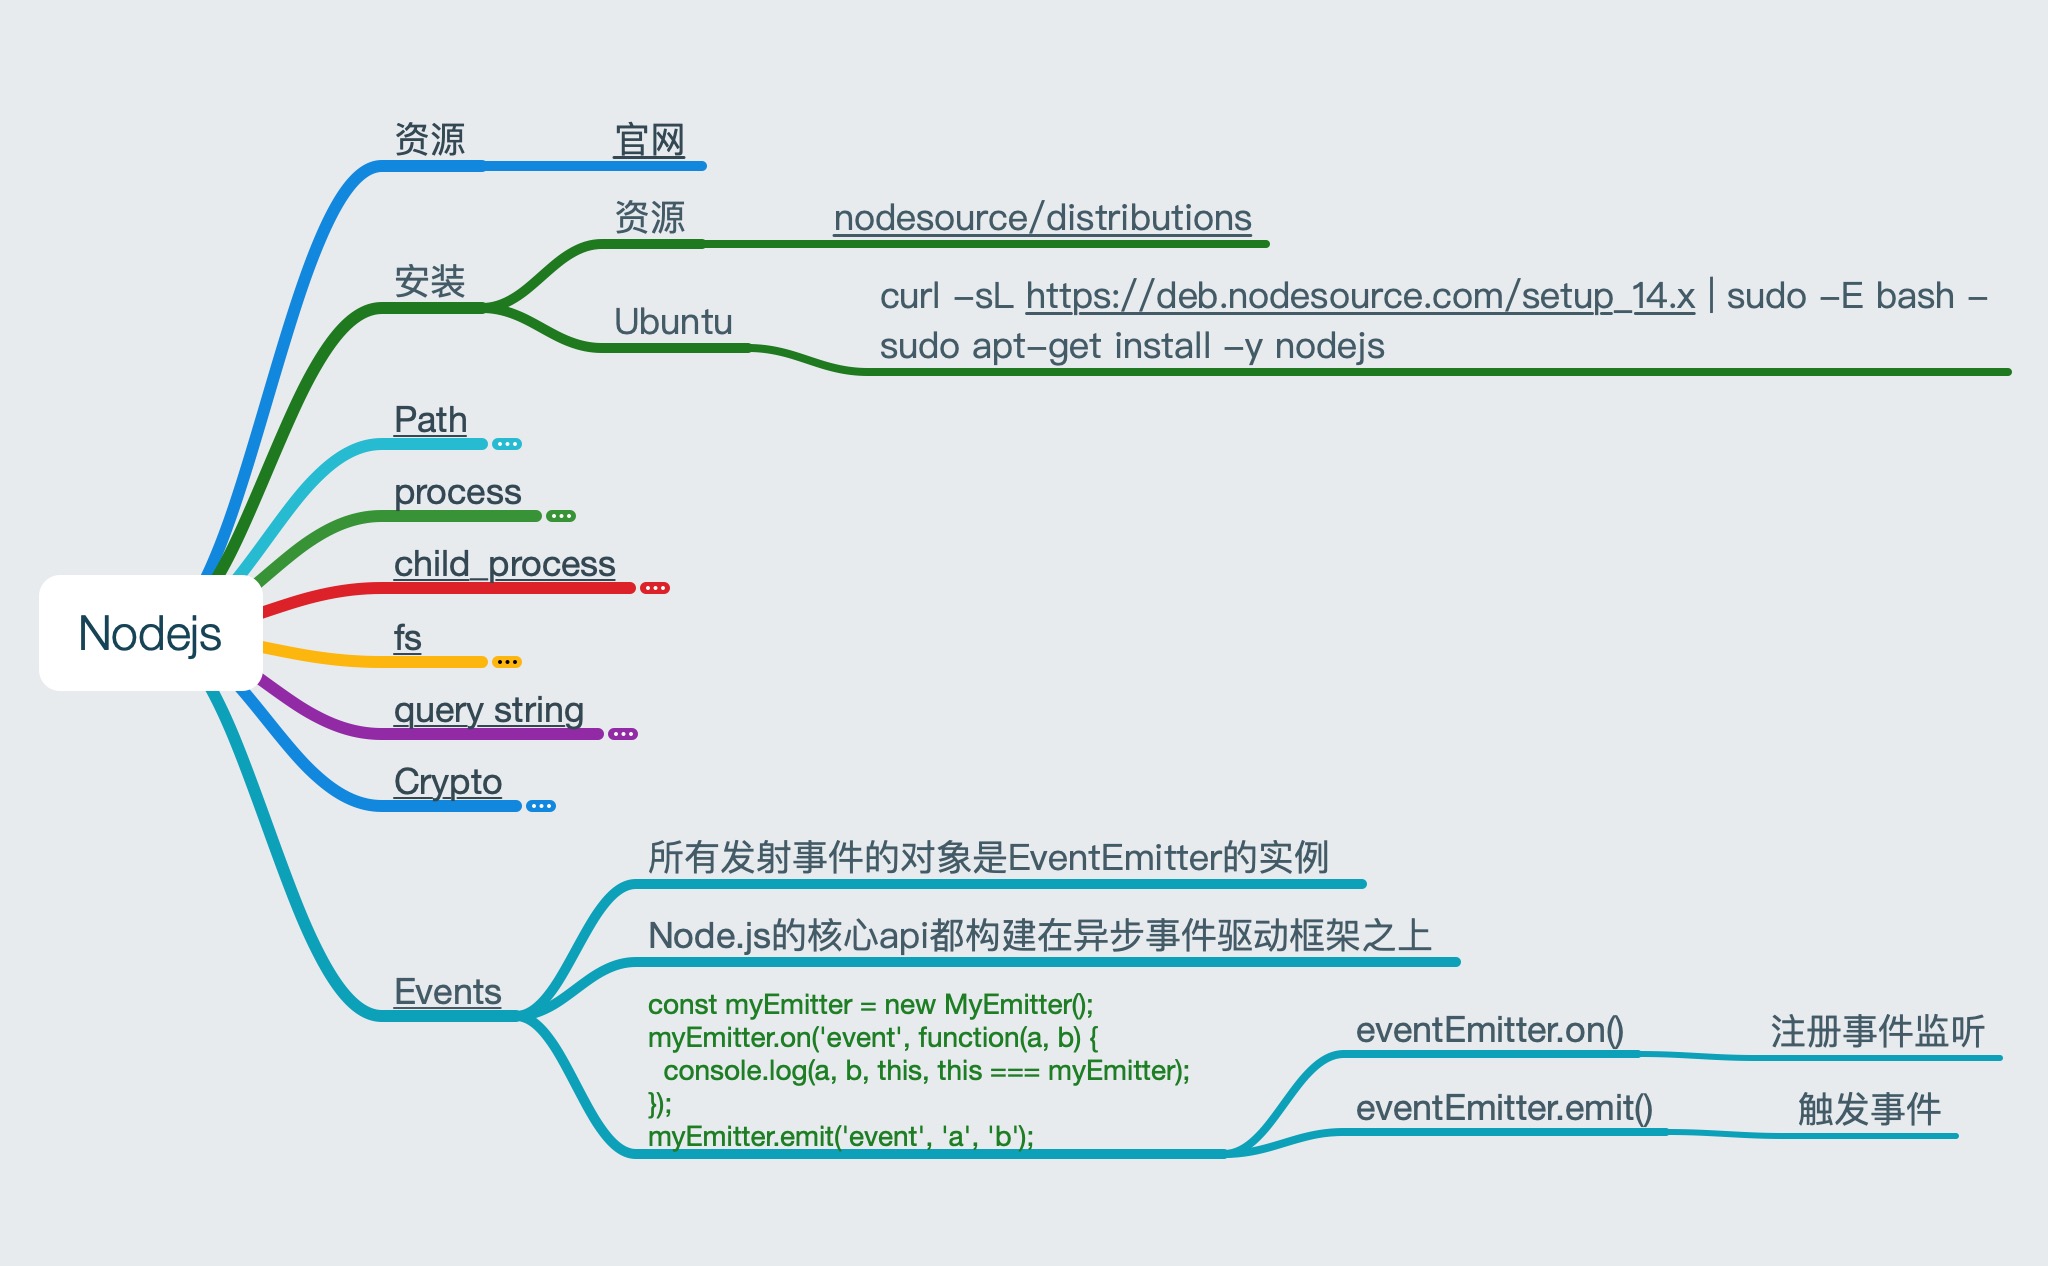 资源
官网
安装
资源
nodesource/distributions
Ubuntu
curl -sL https://deb.nodesource.com/setup_14.x | sudo -E bash -
sudo apt-get install -y nodejs
Path
process
child_process
Nodejs
fs
query string
Crypto
Events
所有发射事件的对象是EventEmitter的实例
Node.js的核心api都构建在异步事件驱动框架之上
const myEmitter = new MyEmitter();
myEmitter.on('event', function(a, b) {
  console.log(a, b, this, this === myEmitter);
});
myEmitter.emit('event', 'a', 'b');
eventEmitter.on()
注册事件监听
eventEmitter.emit()
触发事件